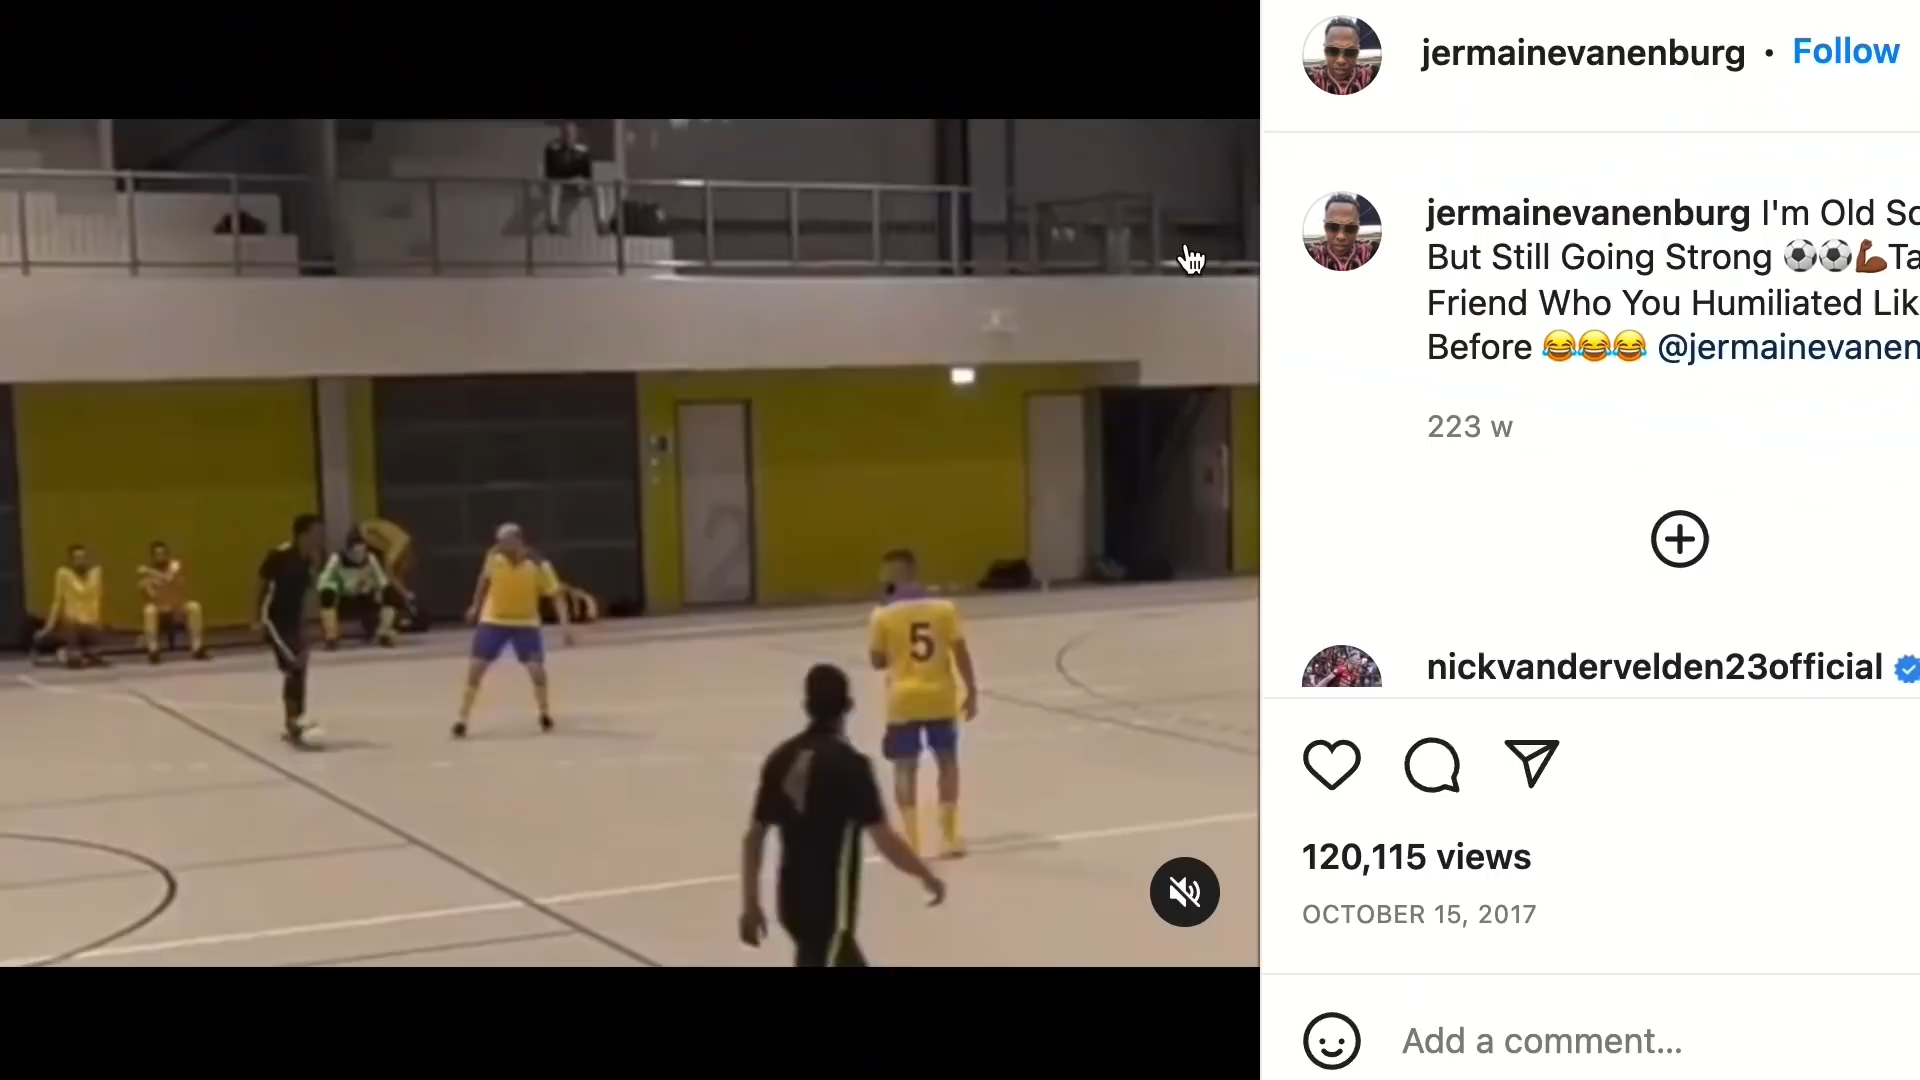 jermainevanenburg • Follow
jermainevanenburg I'm Old Sc
But Still Going Strong ⚽⚽💪🏾Ta
Friend Who You Humiliated Lik
Before 😂😂😂 @jermainevanen
223 w
nickvandervelden23official
120,115 views
OCTOBER 15, 2017
Add a comment...
5